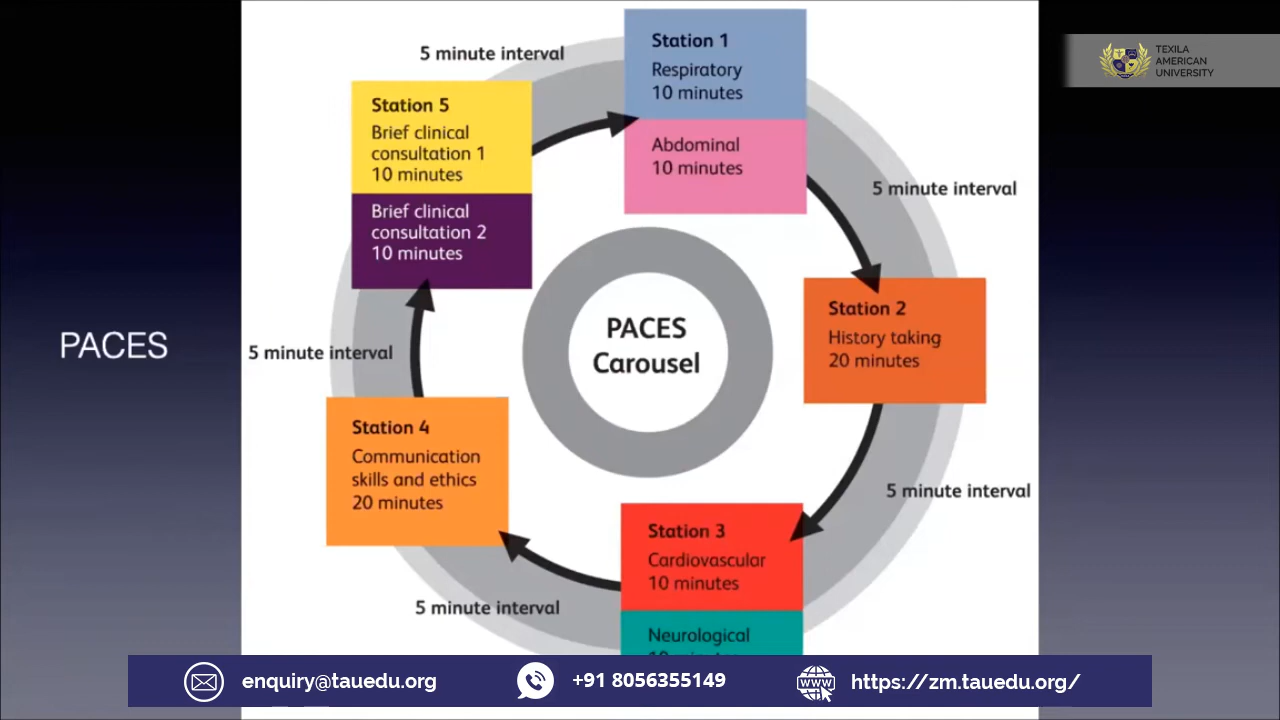 PACES
5 minute interval
Station 1
Respiratory
10 minutes
Abdominal
10 minutes
5 minute interval
Station 2
History taking
20 minutes
5 minute interval
Station 3
Cardiovascular
10 minutes
Neurological
10 minutes
5 minute interval
Station 4
Communication
skills and ethics
20 minutes
5 minute interval
Station 5
Brief clinical
consultation 1
10 minutes
Brief clinical
consultation 2
10 minutes
PACES
Carousel
TEXILA
AMERICAN
UNIVERSITY
enquiry@tauedu.org
+91 8056355149
WWW
https://zm.tauedu.org/